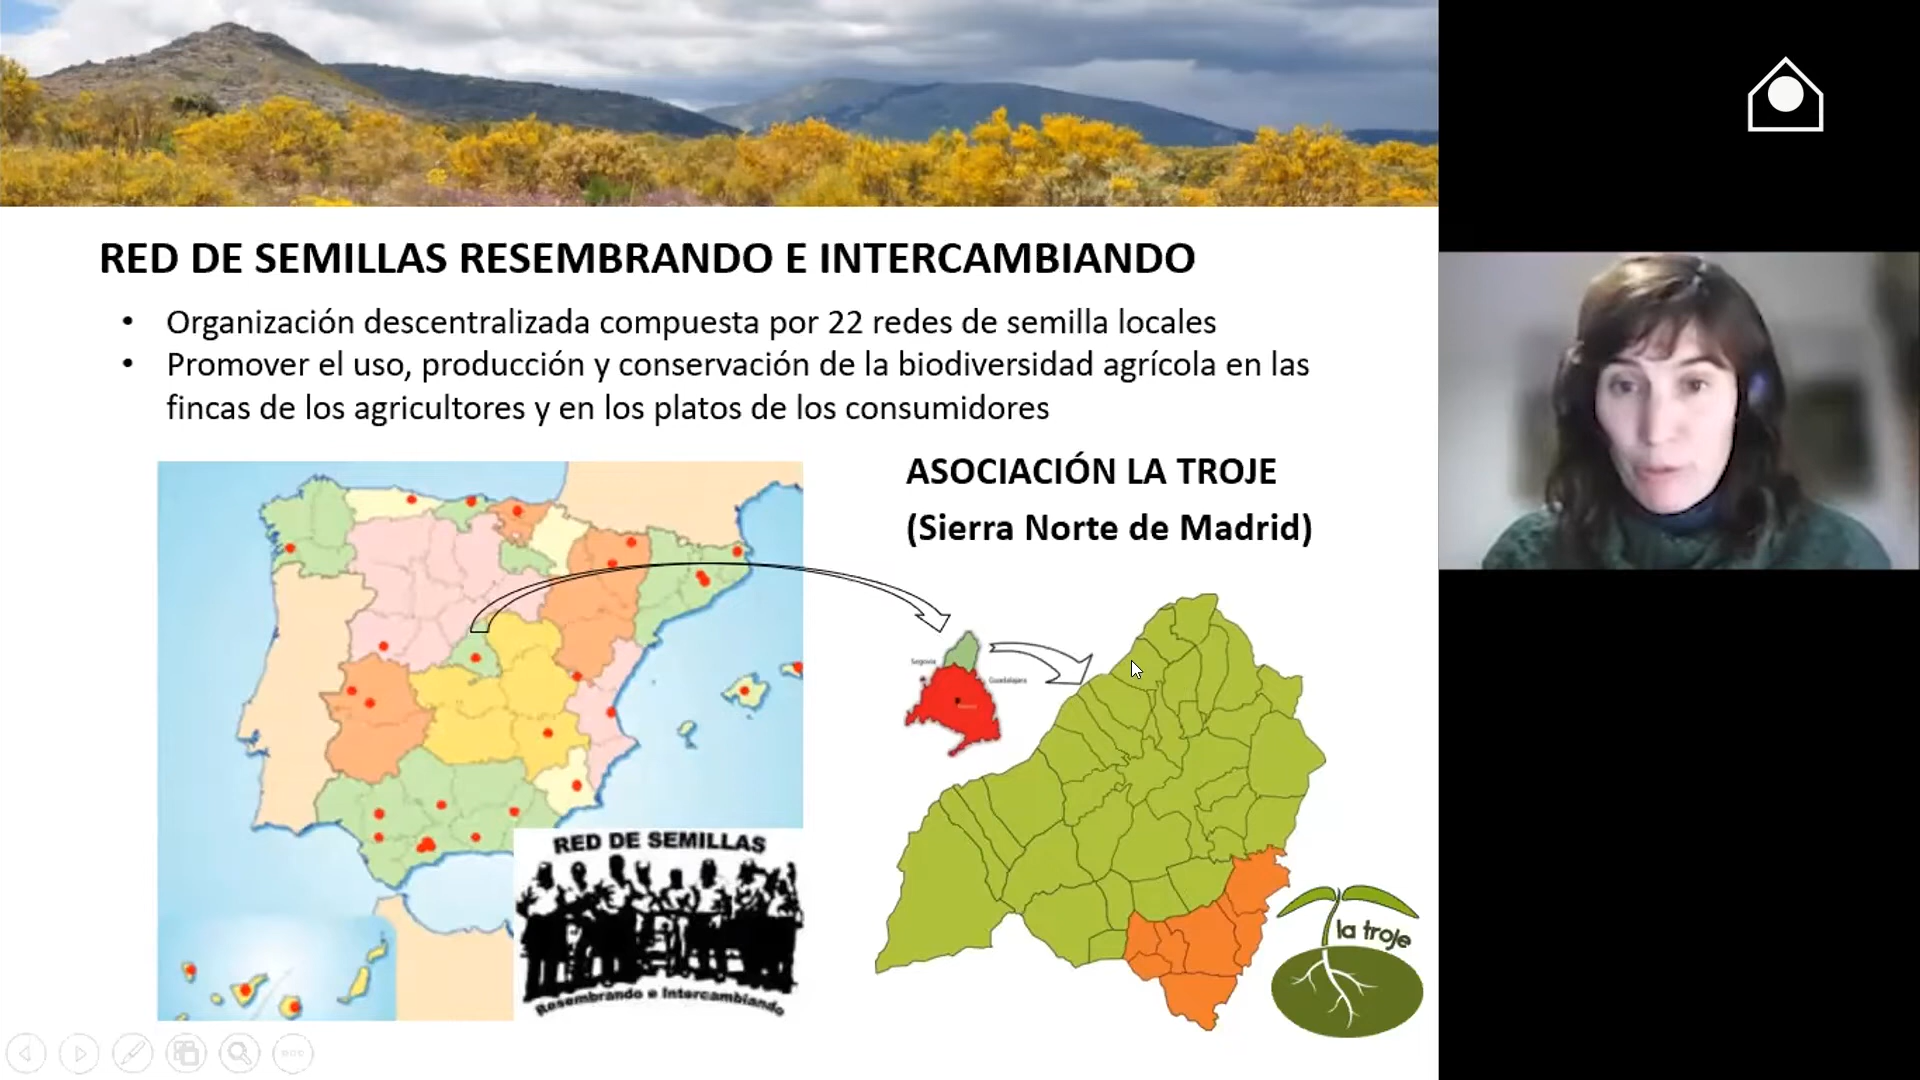 RED DE SEMILLAS RESEMBRANDO E INTERCAMBIANDO
• Organización descentralizada compuesta por 22 redes de semilla locales
• Promover el uso, producción y conservación de la biodiversidad agrícola en las
fincas de los agricultores y en los platos de los consumidores
ASOCIACIÓN LA TROJE
(Sierra Norte de Madrid)
Segovia
Guadalajara
RED DE SEMILLAS
Resembrando e Intercambiando
la troje